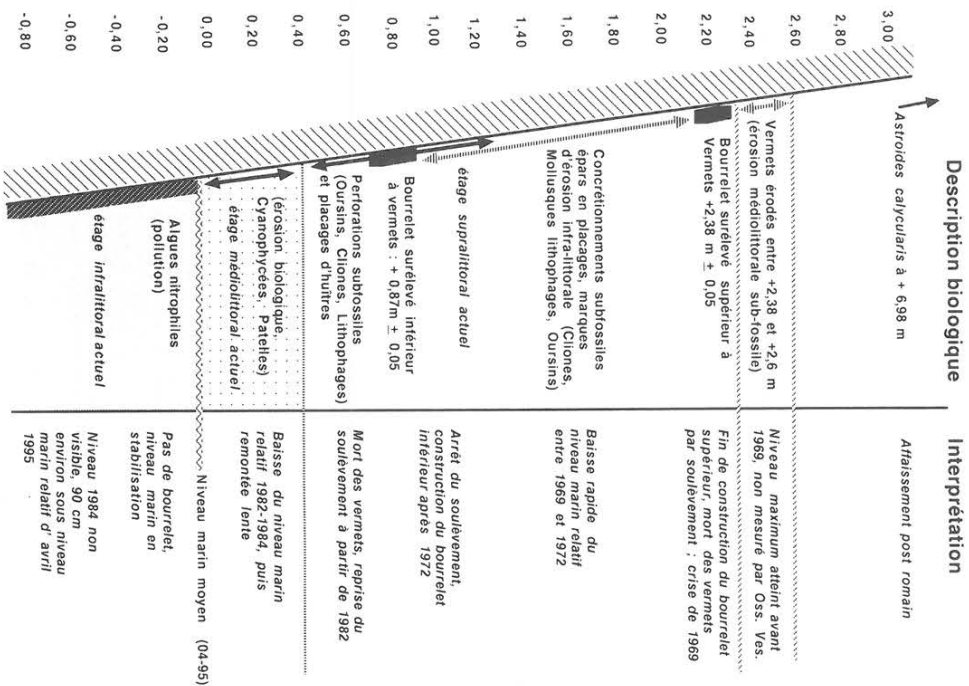 Description biologique
Interprétation
3,00
2,60
2,40
2,20
2,00
1,80
1,60
1,40
1,20
1,00
0,80
0,60
0,40
0,20
0,00
-0,20
-0,40
-0,60
-0,80
Astroides calycularis à + 6,98 m
Vermets érodés entre +2,38 et +2,6 m
(érosion médiolittorale sub-fossile)
Bourrelet surélevé supérieur à
Vermets +2,38 m ± 0,05
Concrétionnements subfossiles
épars en placages, marques
d'érosion infra-littorale (Cliones,
Mollusques lithophages, Oursins)
étage supralittoral actuel
Bourrelet surélevé inférieur
à vermets : + 0,87m ± 0,05
Perforations subfossiles
(Oursins, Cliones, Lithophages)
et placages d'huîtres
(érosion biologique,
Cyanophycées, Patelles)
étage médiolittoral actuel
Algues nitrophiles
(pollution)
étage infralittoral actuel
Affaissement post romain
Niveau maximum atteint avant
1969, non mesuré par Oss. Ves.
Fin de construction du bourrelet
supérieur, mort des vermets
par soulèvement ; crise de 1969
Baisse rapide du
niveau marin relatif
entre 1969 et 1972
Arrêt du soulèvement,
construction du bourrelet
inférieur après 1972
Mort des vermets, reprise du
soulèvement à partir de 1982
Baisse du niveau marin
relatif 1982-1984, puis
remontée lente
Niveau marin moyen (04-95)
Pas de bourrelet,
niveau marin en
stabilisation
Niveau 1984 non
visible, 90 cm
environ sous niveau
marin relatif d' avril
1995